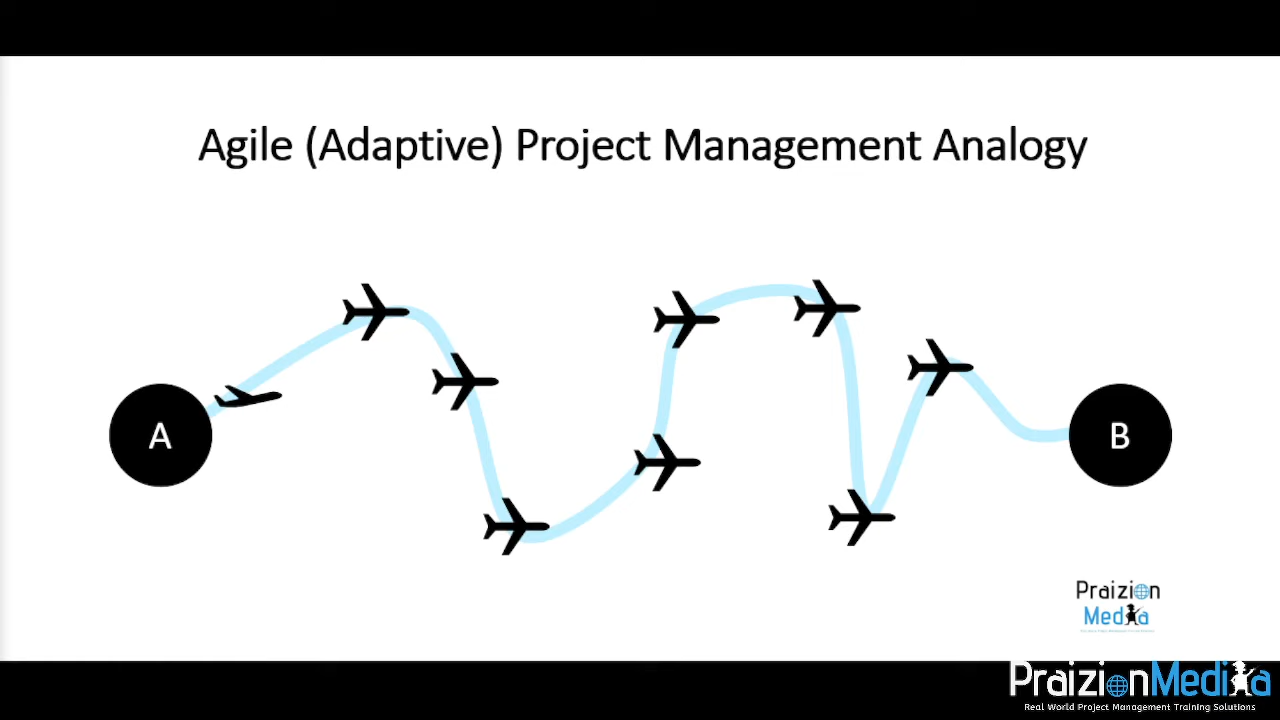 Agile (Adaptive) Project Management Analogy
A
B
Praizion
Media
PraizionMedia
Real World Project Management Training Solutions